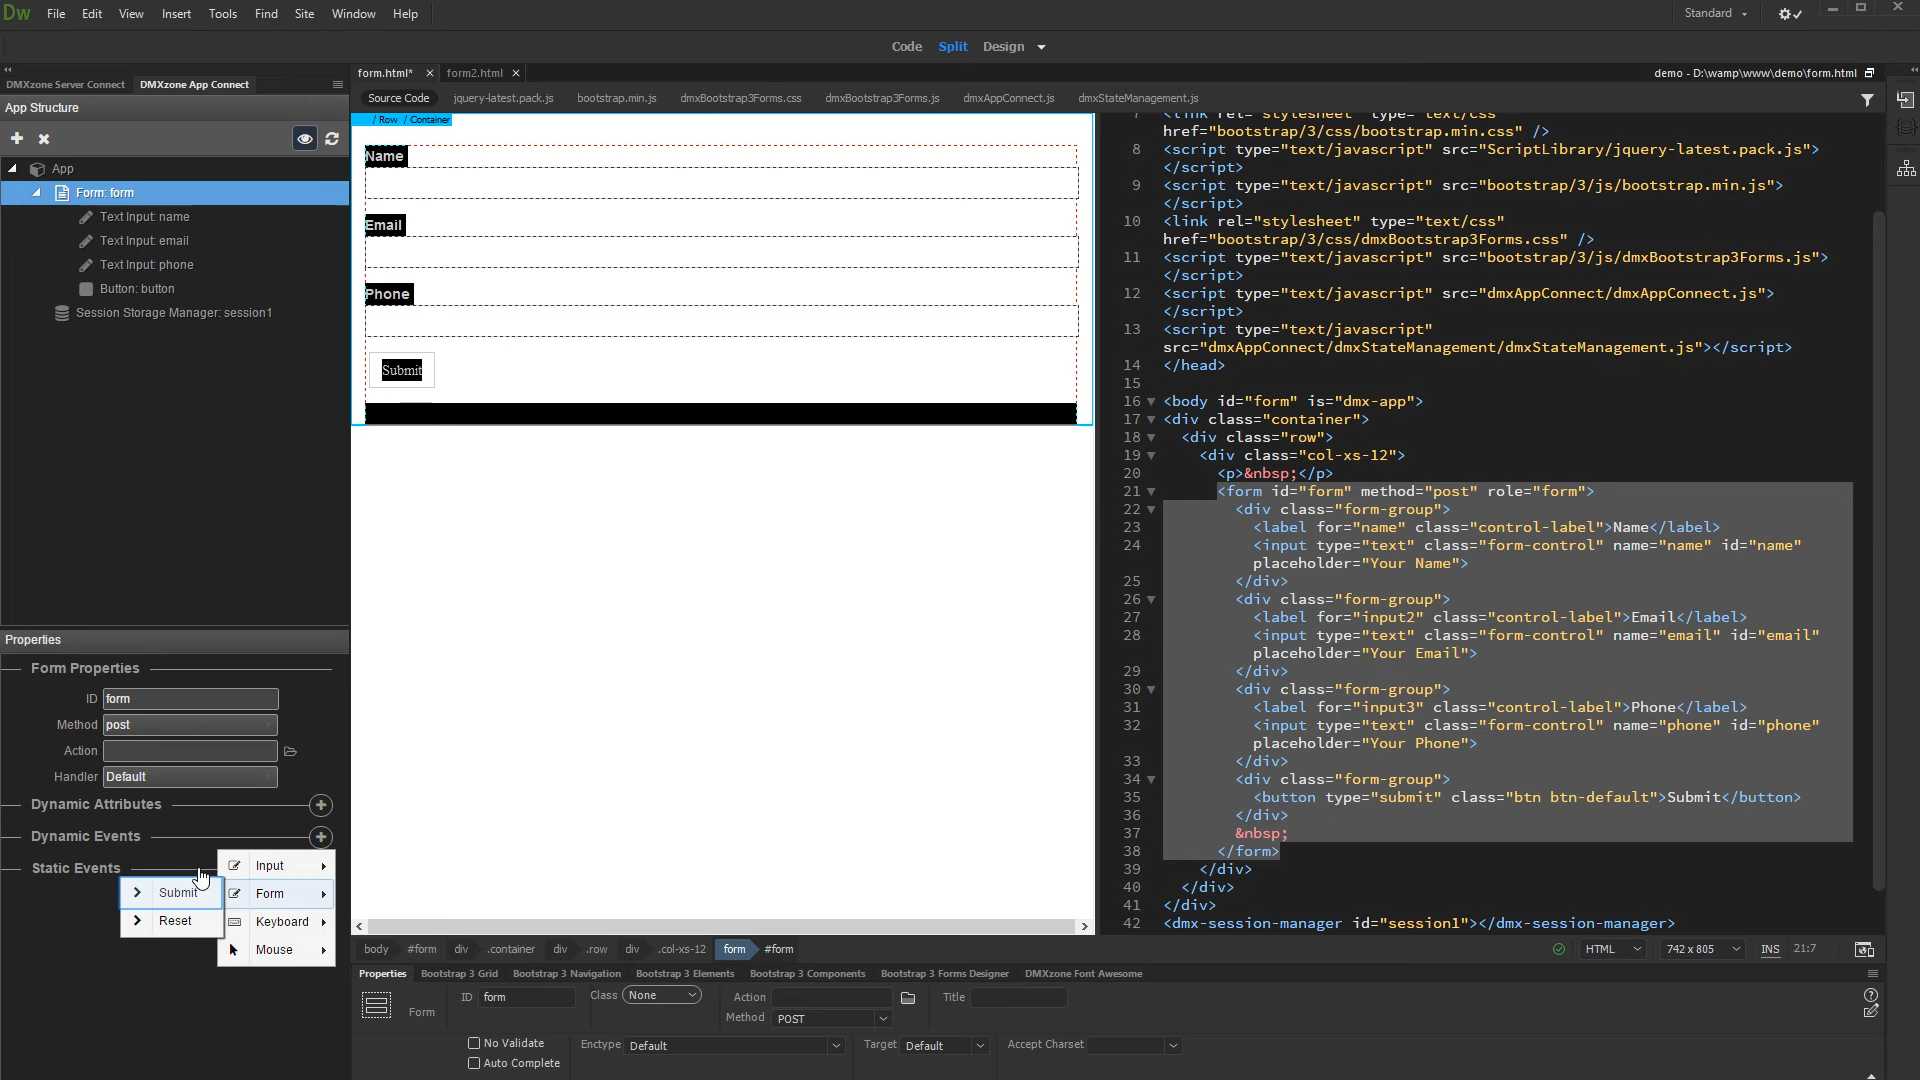 Dw File Edit View Insert Tools Find Site Window Help Standard
Code Split Design
DMXzone Server Connect DMXzone App Connect
App Structure
App
Form: form
Text Input: name
Text Input: email
Text Input: phone
Button: button
Session Storage Manager: session1
Properties
Form Properties
ID form
Method post
Action
Handler Default
Dynamic Attributes
Dynamic Events
Static Events
Input
Form
Keyboard
Mouse
Submit
Reset
form.html* form2.html demo - D:\wamp\www\demo\form.html
Source Code jquery-latest.pack.js bootstrap.min.js dmxBootstrap3Forms.css dmxBootstrap3Forms.js dmxAppConnect.js dmxStateManagement.js
/ Row / Container
Name
Email
Phone
Submit
7 <link rel="stylesheet" type="text/css"
href="bootstrap/3/css/bootstrap.min.css" />
8 <script type="text/javascript" src="ScriptLibrary/jquery-latest.pack.js">
</script>
9 <script type="text/javascript" src="bootstrap/3/js/bootstrap.min.js">
</script>
10 <link rel="stylesheet" type="text/css"
href="bootstrap/3/css/dmxBootstrap3Forms.css" />
11 <script type="text/javascript" src="bootstrap/3/js/dmxBootstrap3Forms.js">
</script>
12 <script type="text/javascript" src="dmxAppConnect/dmxAppConnect.js">
</script>
13 <script type="text/javascript"
src="dmxAppConnect/dmxStateManagement/dmxStateManagement.js"></script>
14 </head>
15
16 <body id="form" is="dmx-app">
17 <div class="container">
18 <div class="row">
19 <div class="col-xs-12">
20 <p>&nbsp;</p>
21 <form id="form" method="post" role="form">
22 <div class="form-group">
23 <label for="name" class="control-label">Name</label>
24 <input type="text" class="form-control" name="name" id="name"
placeholder="Your Name">
25 </div>
26 <div class="form-group">
27 <label for="input2" class="control-label">Email</label>
28 <input type="text" class="form-control" name="email" id="email"
placeholder="Your Email">
29 </div>
30 <div class="form-group">
31 <label for="input3" class="control-label">Phone</label>
32 <input type="text" class="form-control" name="phone" id="phone"
placeholder="Your Phone">
33 </div>
34 <div class="form-group">
35 <button type="submit" class="btn btn-default">Submit</button>
36 </div>
37 &nbsp;
38 </form>
39 </div>
40 </div>
41 </div>
42 <dmx-session-manager id="session1"></dmx-session-manager>
body #form div .container div .row div .col-xs-12 form #form HTML 742 x 805 INS 21:7
Properties Bootstrap 3 Grid Bootstrap 3 Navigation Bootstrap 3 Elements Bootstrap 3 Components Bootstrap 3 Forms Designer DMXzone Font Awesome
Form ID form Class None Action Title
Method POST
No Validate Enctype Default Target Default Accept Charset
Auto Complete